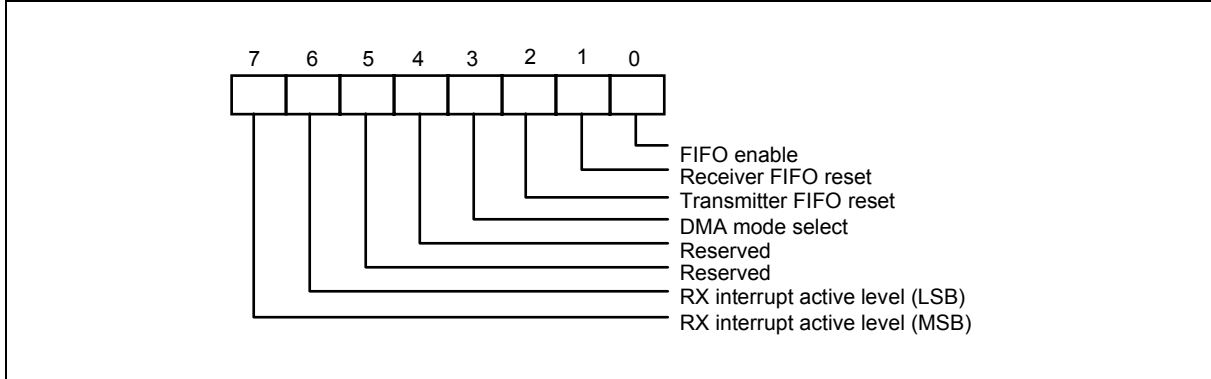 7 6 5 4 3 2 1 0
FIFO enable
Receiver FIFO reset
Transmitter FIFO reset
DMA mode select
Reserved
Reserved
RX interrupt active level (LSB)
RX interrupt active level (MSB)